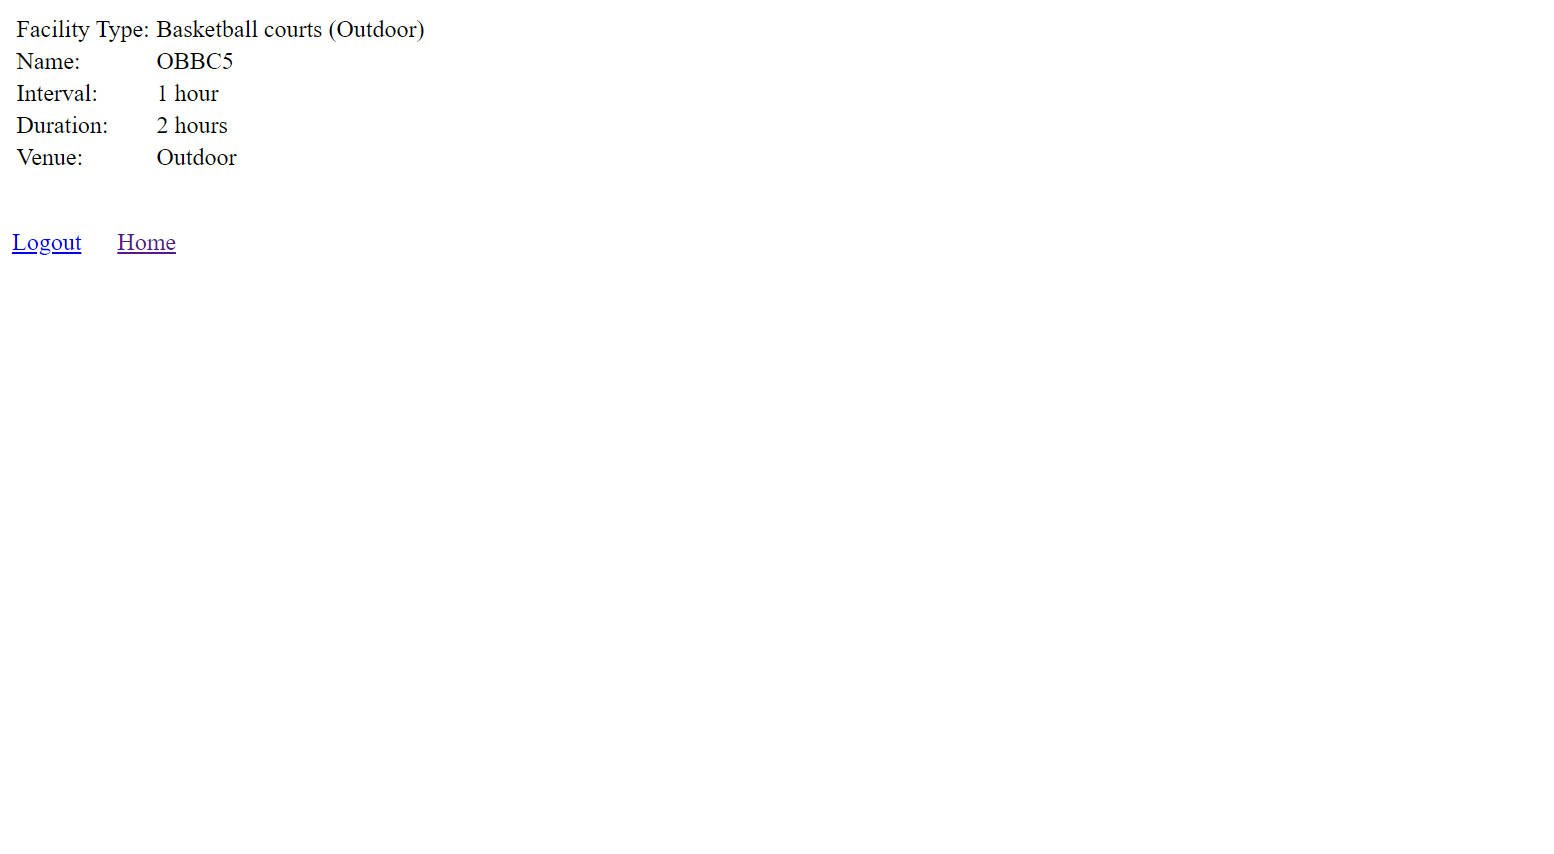 Facility Type: Basketball courts (Outdoor)
Name: OBBC5
Interval: 1 hour
Duration: 2 hours
Venue: Outdoor
Logout Home